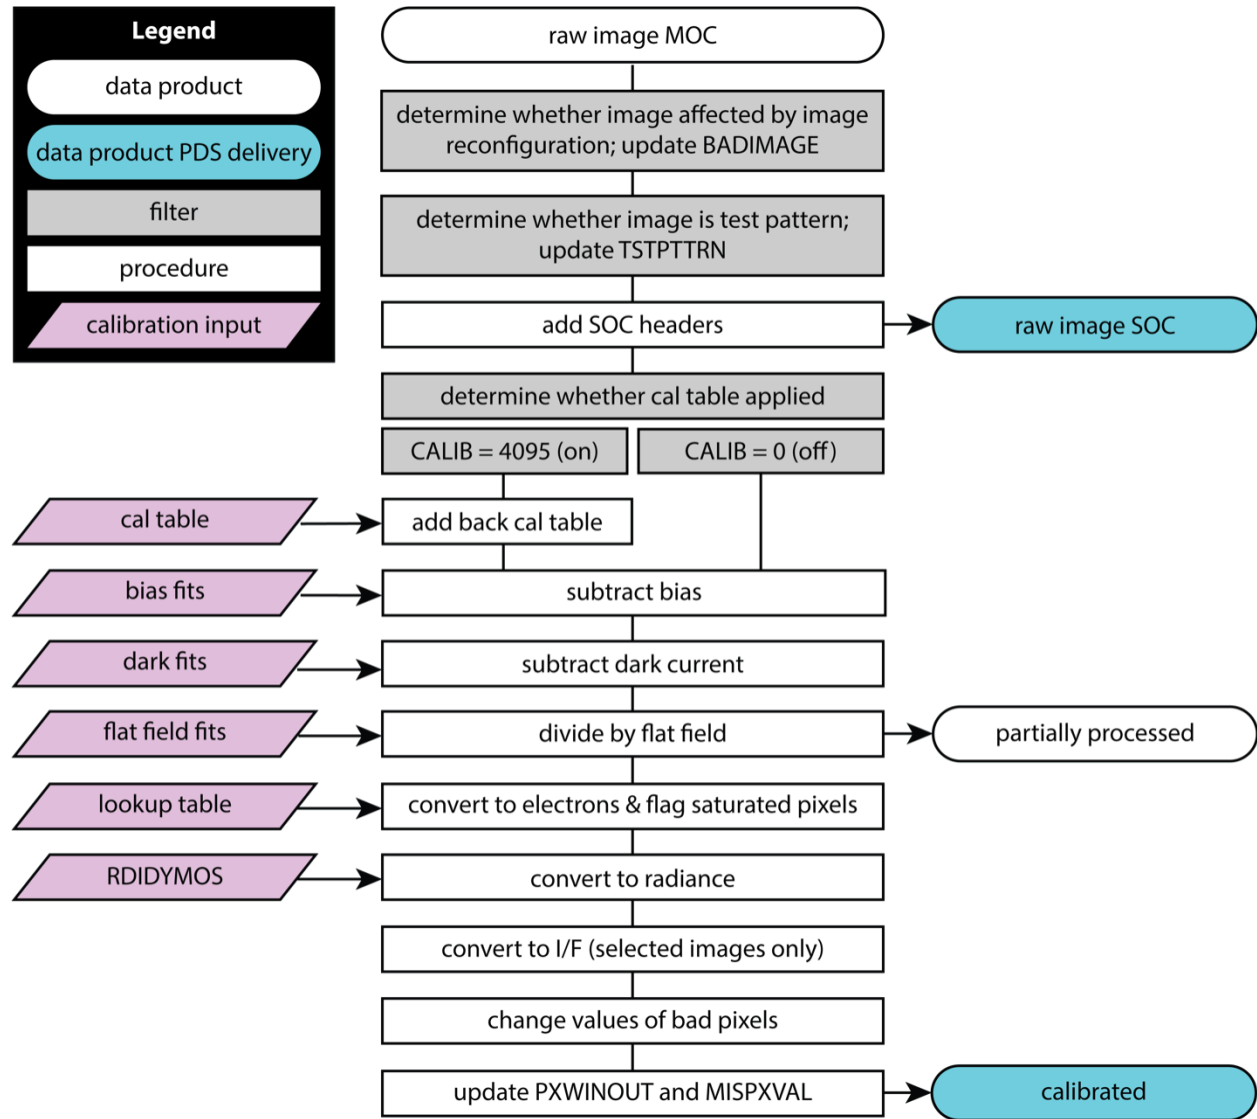 Legend
data product
data product PDS delivery
filter
procedure
calibration input
raw image MOC
determine whether image affected by image
reconfiguration; update BADIMAGE
determine whether image is test pattern;
update TSTPTTRN
add SOC headers
raw image SOC
determine whether cal table applied
CALIB = 4095 (on)
CALIB = 0 (off)
cal table
add back cal table
bias fits
subtract bias
dark fits
subtract dark current
flat field fits
divide by flat field
partially processed
lookup table
convert to electrons & flag saturated pixels
RDIDYMOS
convert to radiance
convert to I/F (selected images only)
change values of bad pixels
update PXWINOUT and MISPXVAL
calibrated